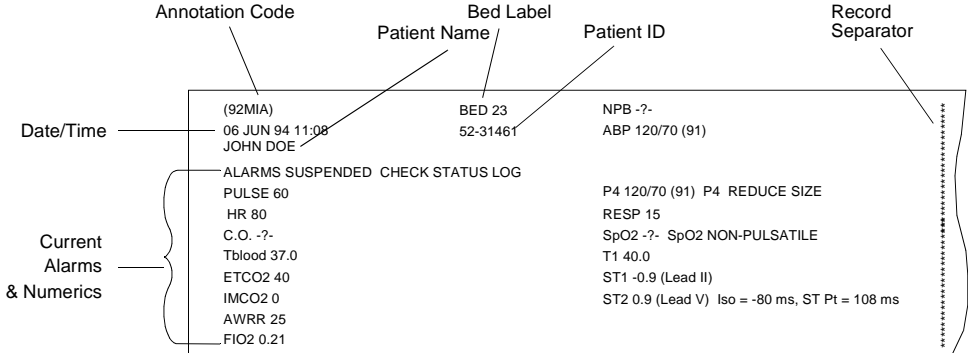 Annotation Code
Bed Label
Record
Separator
Patient Name
Patient ID
(92MIA) BED 23 NPB -?-
Date/Time
06 JUN 94 11:08 52-31461 ABP 120/70 (91)
JOHN DOE
ALARMS SUSPENDED CHECK STATUS LOG
PULSE 60 P4 120/70 (91) P4 REDUCE SIZE
HR 80 RESP 15
Current
Alarms
& Numerics
C.O. -?- SpO2 -?- SpO2 NON-PULSATILE
Tblood 37.0 T1 40.0
ETCO2 40 ST1 -0.9 (Lead II)
IMCO2 0 ST2 0.9 (Lead V) Iso = -80 ms, ST Pt = 108 ms
AWRR 25
FIO2 0.21